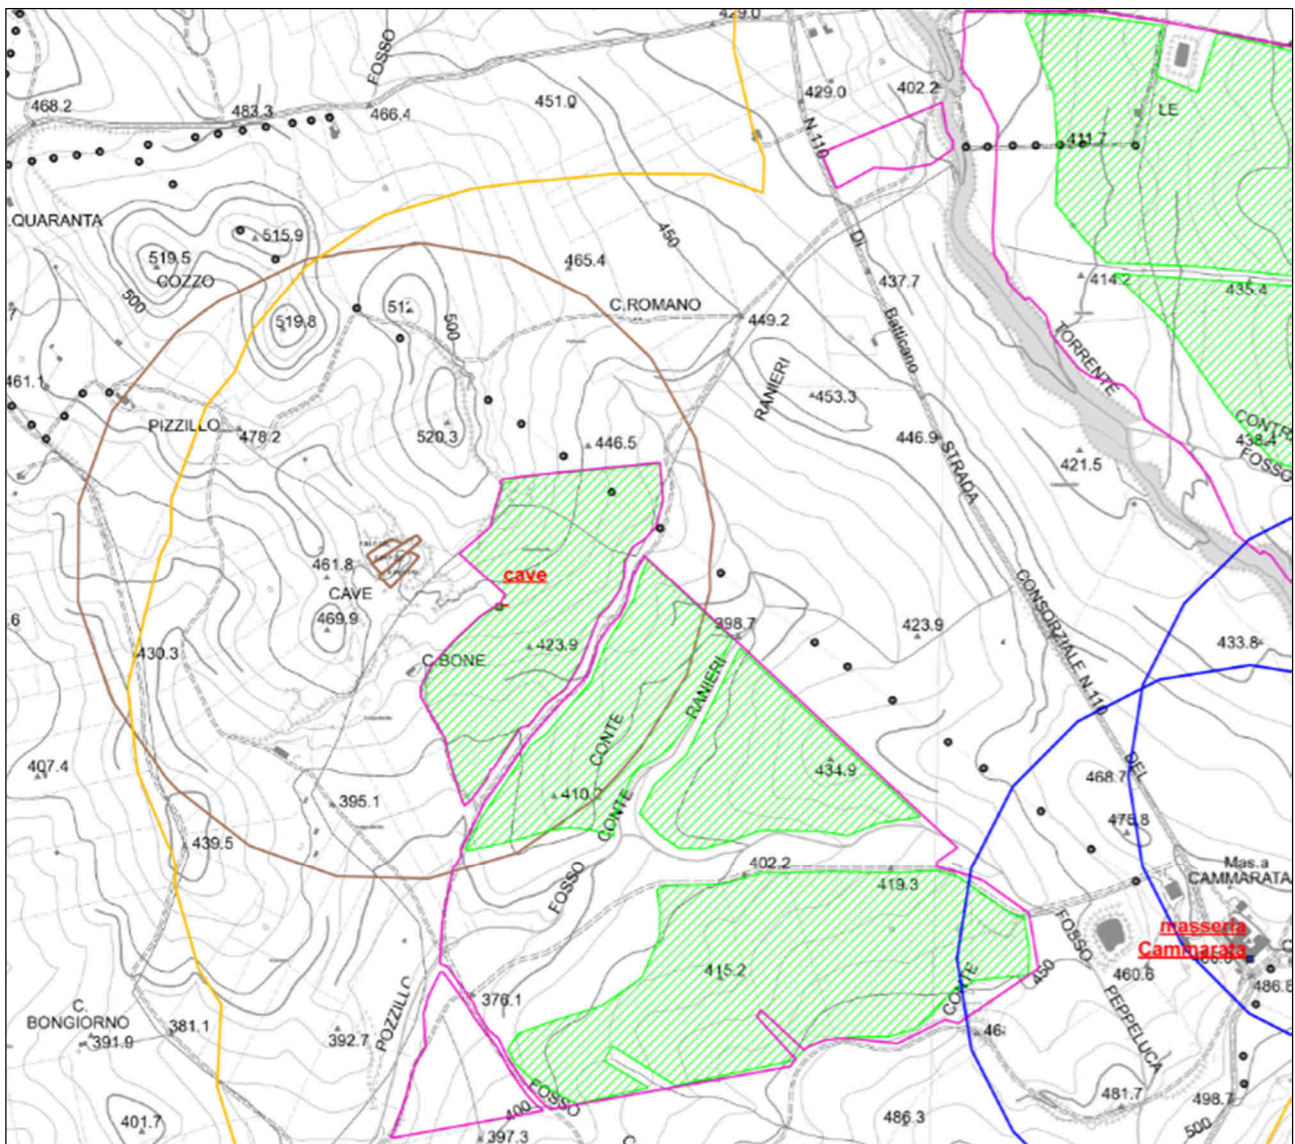 429.0
FOSSO
468.2
483.3
466.4
451.0
429.0
402.2
LE
N.110
411.7
QUARANTA
515.9
519.5
COZZO
500
519.8
465.4
450
Di
437.7
414.2
435.4
C.ROMANO
449.2
500
Batticano
TORRENTE
461.1
RANIERI
453.3
PIZZILLO
478.2
520.3
446.5
446.9
STRADA
421.5
438.4
FOSSO
461.8
CAVE
469.9
cave
CONSORZIALE N.110
6
430.3
C.BONE
423.9
398.7
423.9
433.8
RANIERI
CONTE
407.4
395.1
410.2
CONTE
434.9
468.7
DEL
475.8
439.5
402.2
419.3
Mas.a
CAMMARATA
FOSSO
masseria
Cammarata
FOSSO
415.2
CONTE
450
460.6
486.8
376.1
POZZILLO
C.
BONGIORNO
391.9
381.1
392.7
PEPPELUCA
FOSSO
400
401.7
397.3
486.3
481.7
498.7
500